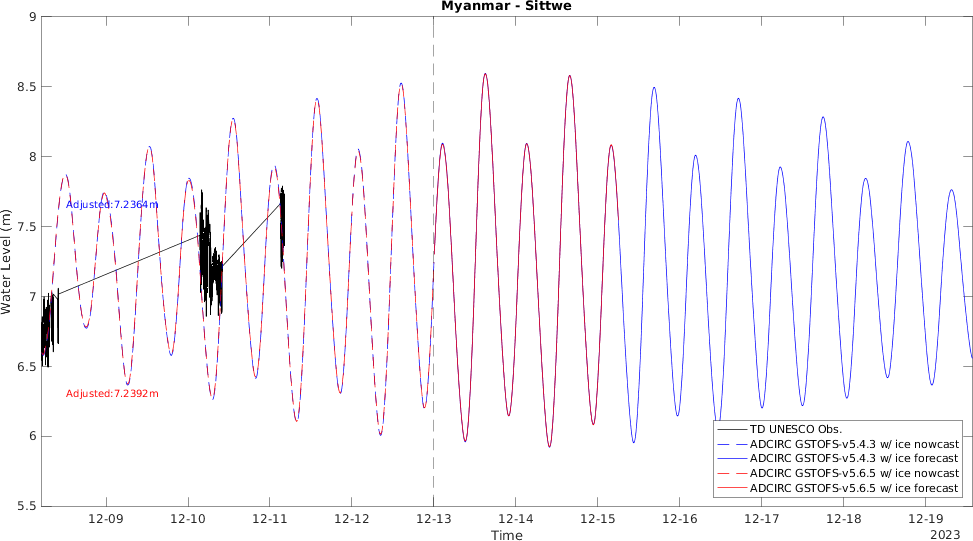 Myanmar - Sittwe
9
8.5
8
7.5
7
6.5
6
5.5
Water Level (m)
Adjusted:7.2364m
Adjusted:7.2392m
TD UNESCO Obs.
ADCIRC GSTOFS-v5.4.3 w/ ice nowcast
ADCIRC GSTOFS-v5.4.3 w/ ice forecast
ADCIRC GSTOFS-v5.6.5 w/ ice nowcast
ADCIRC GSTOFS-v5.6.5 w/ ice forecast
12-09 12-10 12-11 12-12 12-13 12-14 12-15 12-16 12-17 12-18 12-19
Time
2023